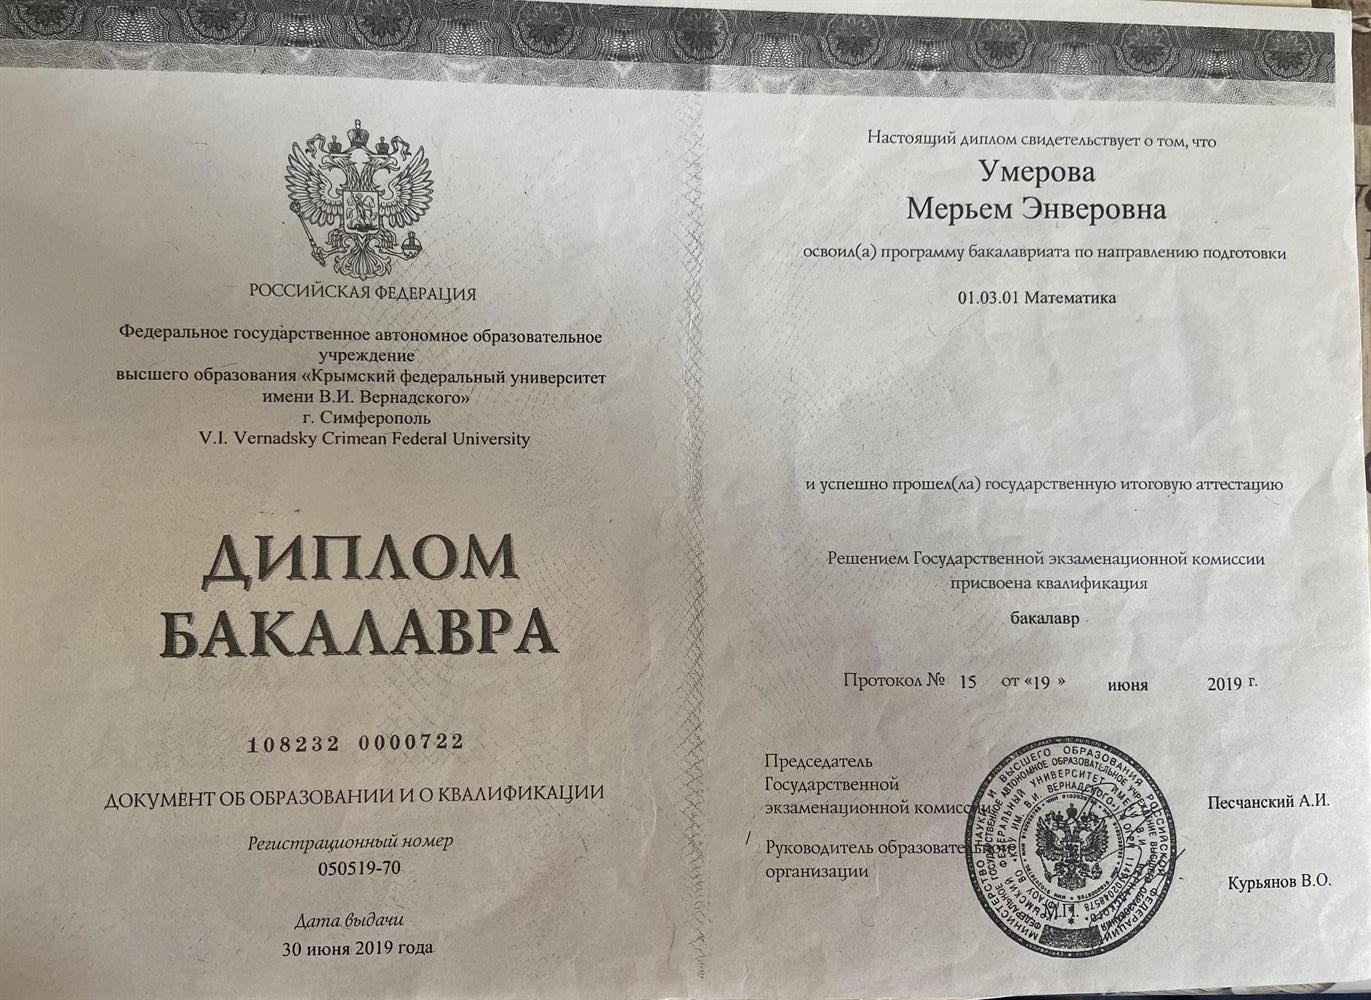 РОССИЙСКАЯ ФЕДЕРАЦИЯ
Федеральное государственное автономное образовательное
учреждение
высшего образования «Крымский федеральный университет
имени В.И. Вернадского»
г. Симферополь
V.I. Vernadsky Crimean Federal University
ДИПЛОМ
БАКАЛАВРА
108232 0000722
ДОКУМЕНТ ОБ ОБРАЗОВАНИИ И О КВАЛИФИКАЦИИ
Регистрационный номер
050519-70
Дата выдачи
30 июня 2019 года
Настоящий диплом свидетельствует о том, что
Умерова
Мерьем Энверовна
освоил(а) программу бакалавриата по направлению подготовки
01.03.01 Математика
и успешно прошел(ла) государственную итоговую аттестацию
Решением Государственной экзаменационной комиссии
присвоена квалификация
бакалавр
Протокол № 15 от «19 » июня 2019 г.
Председатель
Государственной
экзаменационной комиссии
Песчанский А.И.
Руководитель образовательной
организации
Курьянов В.О.
М.П.